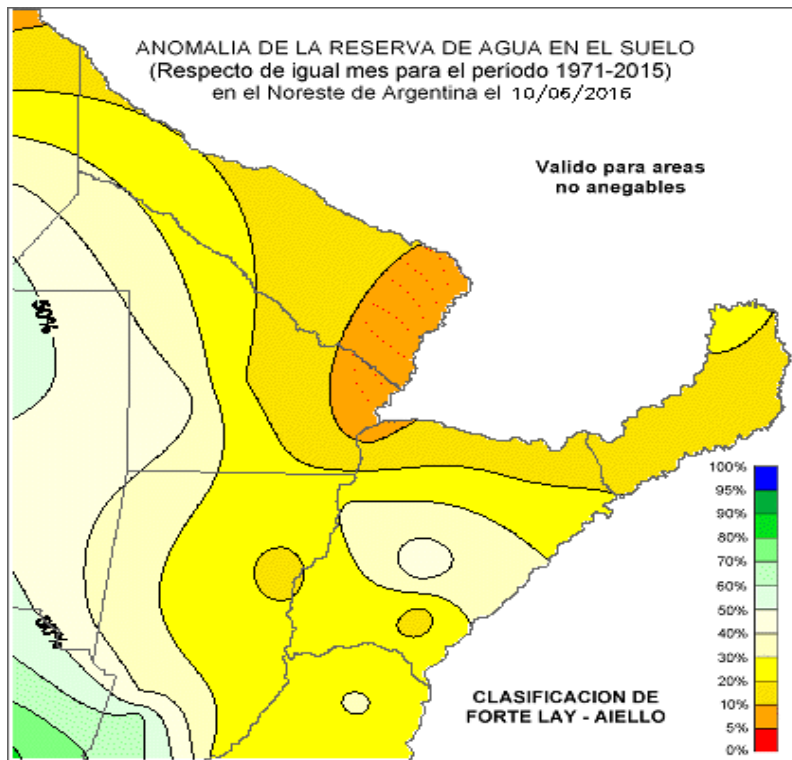 ANOMALIA DE LA RESERVA DE AGUA EN EL SUELO
(Respecto de igual mes para el período 1971-2015)
en el Noreste de Argentina el 10/06/2016
Valido para areas
no anegables
50%
50%
100%
95%
90%
70%
60%
50%
40%
30%
20%
10%
5%
0%
CLASIFICACION DE
FORTE LAY - AIELLO